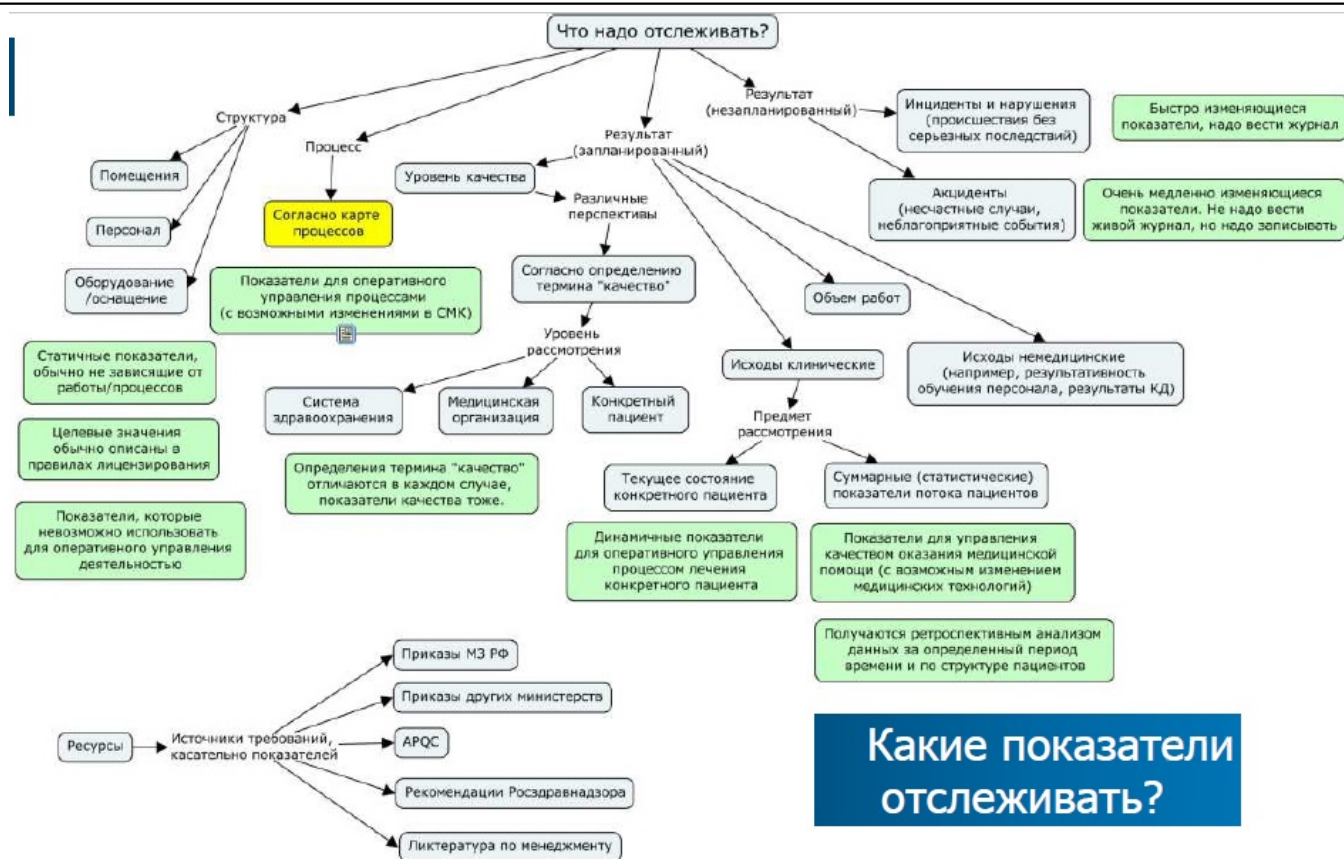 Что надо отслеживать?
Структура
Помещения
Персонал
Оборудование
/оснащение
Статичные показатели,
обычно не зависящие от
работы/процессов
Целевые значения
обычно описаны в
правилах лицензирования
Показатели, которые
невозможно использовать
для оперативного управления
деятельностью
Процесс
Согласно карте
процессов
Показатели для оперативного
управления процессами
(с возможными изменениями в СМК)
Результат
(запланированный)
Уровень качества
Различные
перспективы
Согласно определению
термина "качество"
Уровень
рассмотрения
Система
здравоохранения
Медицинская
организация
Конкретный
пациент
Определения термина "качество"
отличаются в каждом случае,
показатели качества тоже.
Объем работ
Исходы клинические
Предмет
рассмотрения
Текущее состояние
конкретного пациента
Суммарные (статистические)
показатели потока пациентов
Динамичные показатели
для оперативного управления
процессом лечения
конкретного пациента
Показатели для управления
качеством оказания медицинской
помощи (с возможным изменением
медицинских технологий)
Получаются ретроспективным анализом
данных за определенный период
времени и по структуре пациентов
Исходы немедицинские
(например, результативность
обучения персонала, результаты КД)
Результат
(незапланированный)
Инциденты и нарушения
(происшествия без
серьезных последствий)
Быстро изменяющиеся
показатели, надо вести журнал
Акциденты
(несчастные случаи,
неблагоприятные события)
Очень медленно изменяющиеся
показатели. Не надо вести
живой журнал, но надо записывать
Ресурсы
Источники требований,
касательно показателей
Приказы МЗ РФ
Приказы других министерств
APQC
Рекомендации Росздравнадзора
Ликтература по менеджменту
Какие показатели
отслеживать?